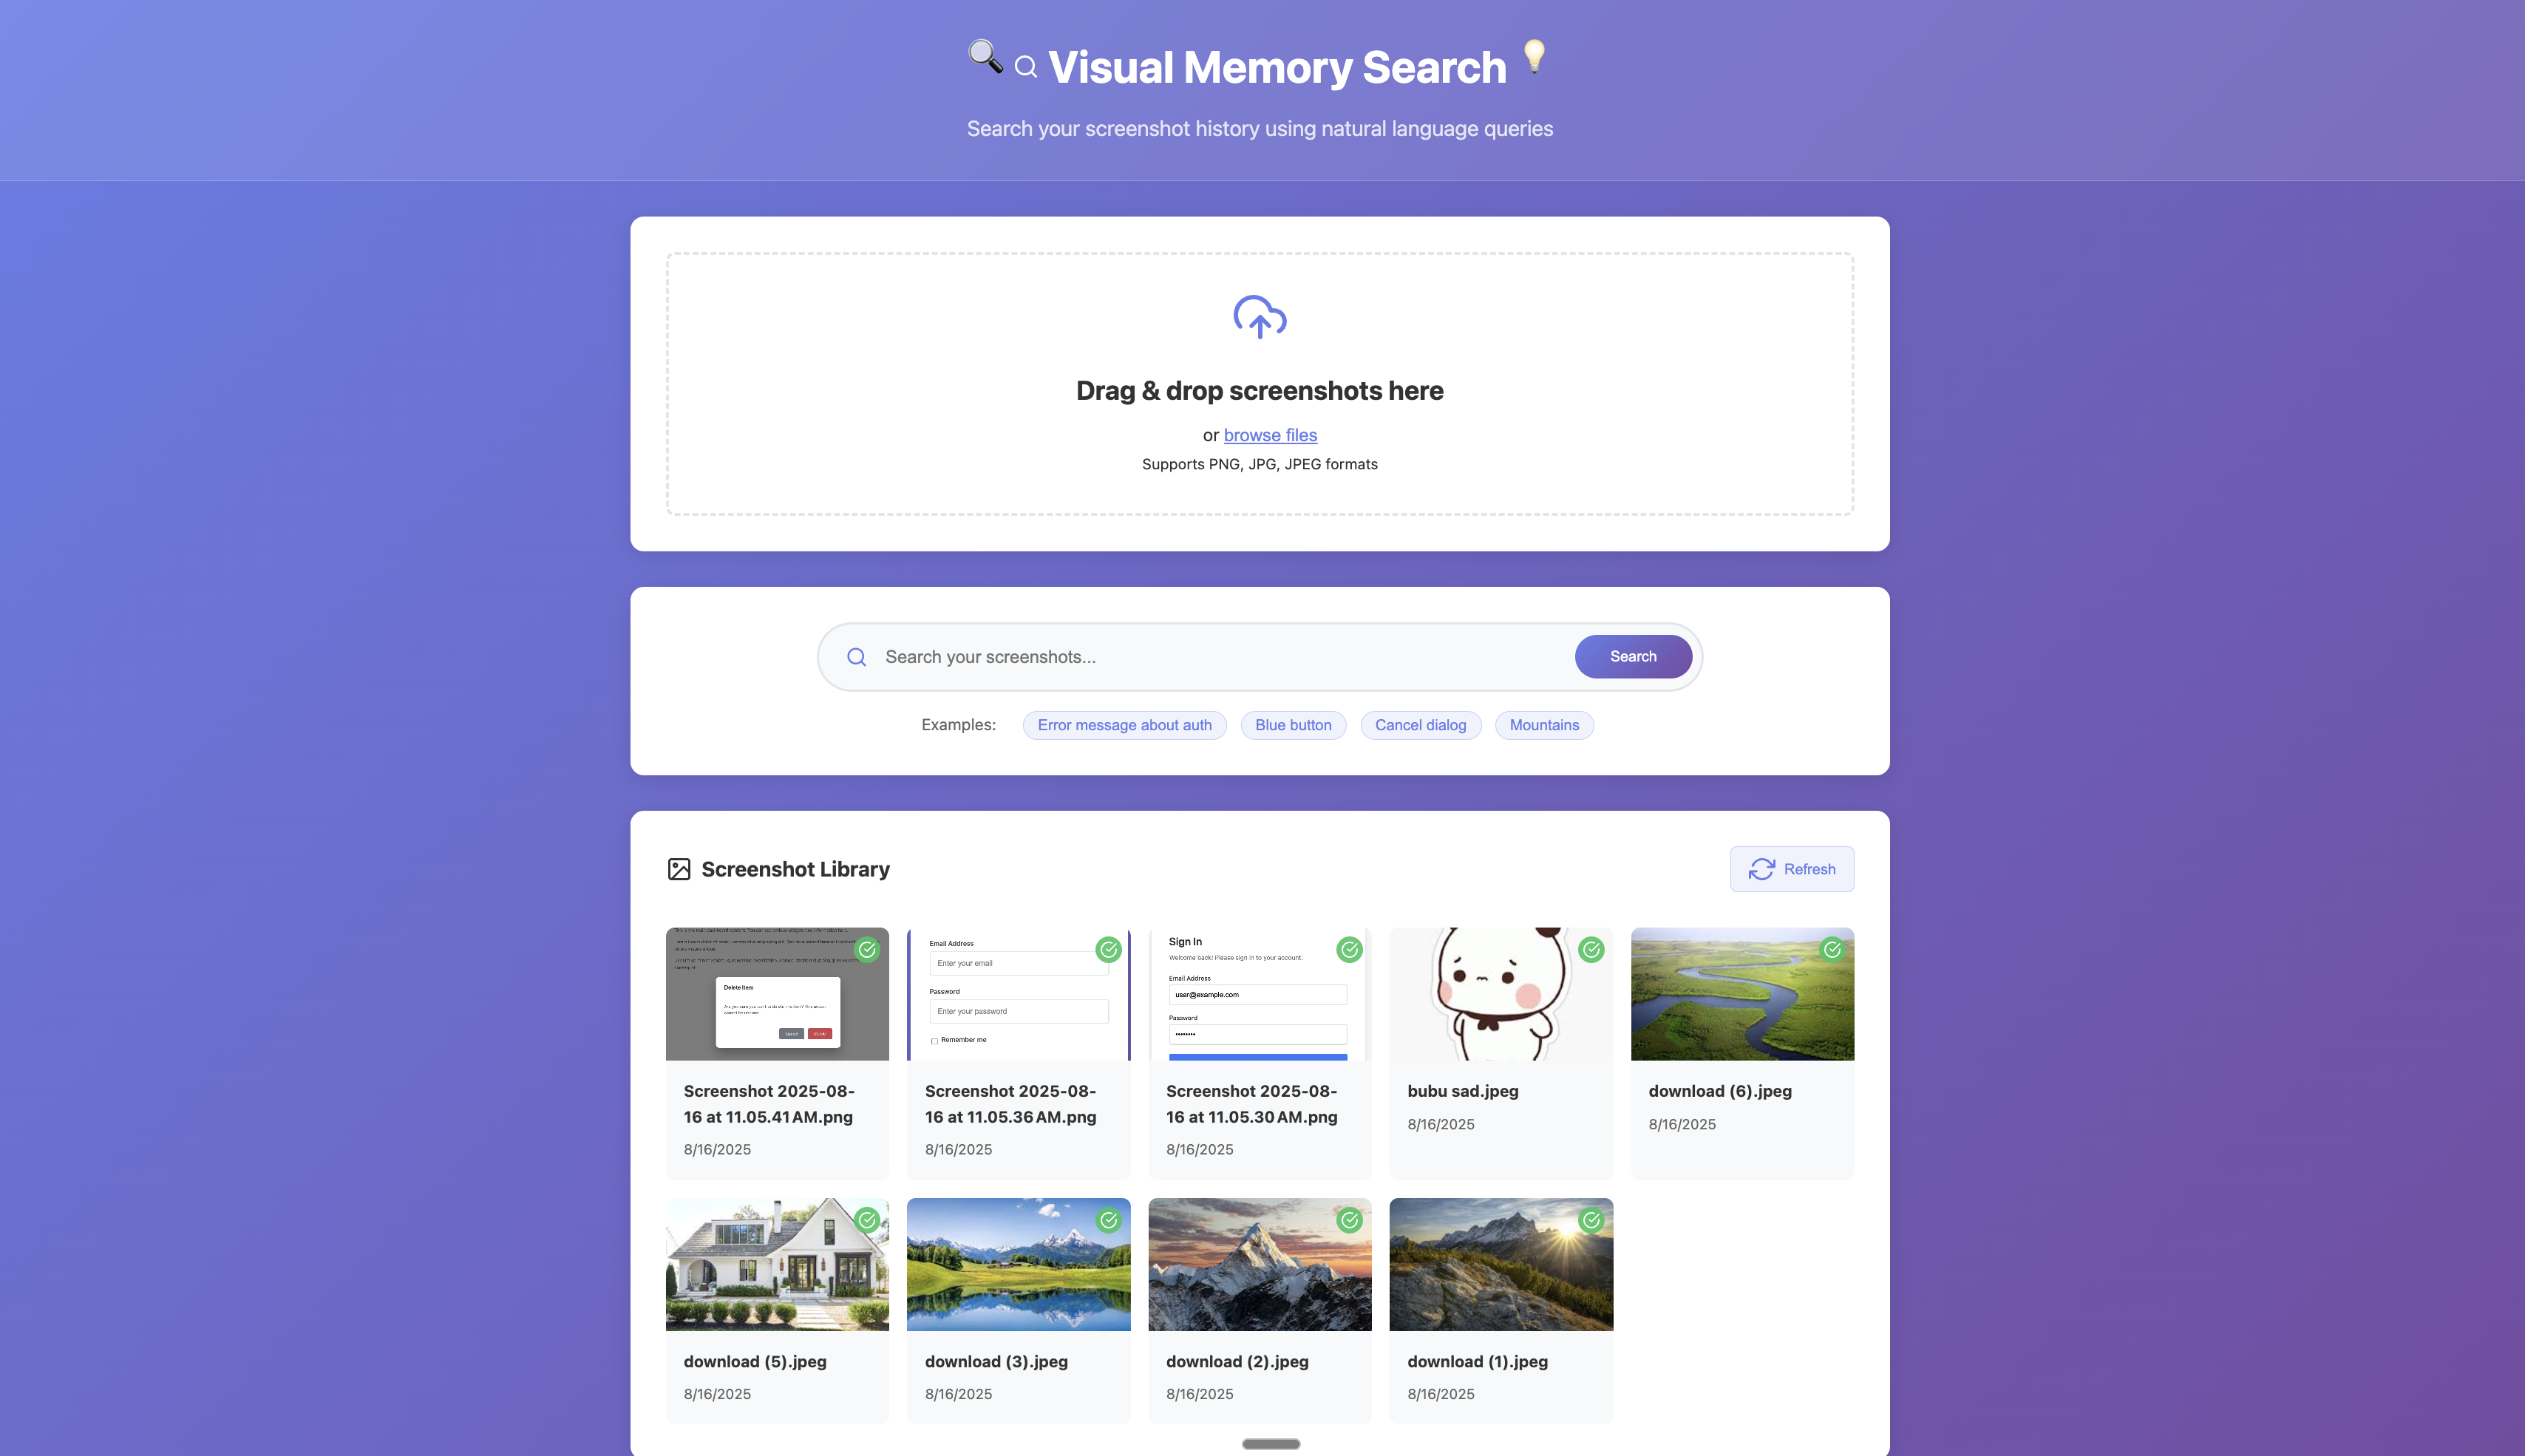 Visual Memory Search
Search your screenshot history using natural language queries
Drag & drop screenshots here
or browse files
Supports PNG, JPG, JPEG formats
Search your screenshots...
Search
Examples:
Error message about auth
Blue button
Cancel dialog
Mountains
Screenshot Library
Refresh
Delete Item
Cancel
Delete
Email Address
Enter your email
Password
Enter your password
Remember me
Sign In
Welcome back! Please sign in to your account.
Email Address
user@example.com
Password
Screenshot 2025-08-
16 at 11.05.41 AM.png
8/16/2025
Screenshot 2025-08-
16 at 11.05.36 AM.png
8/16/2025
Screenshot 2025-08-
16 at 11.05.30 AM.png
8/16/2025
bubu sad.jpeg
8/16/2025
download (6).jpeg
8/16/2025
download (5).jpeg
8/16/2025
download (3).jpeg
8/16/2025
download (2).jpeg
8/16/2025
download (1).jpeg
8/16/2025